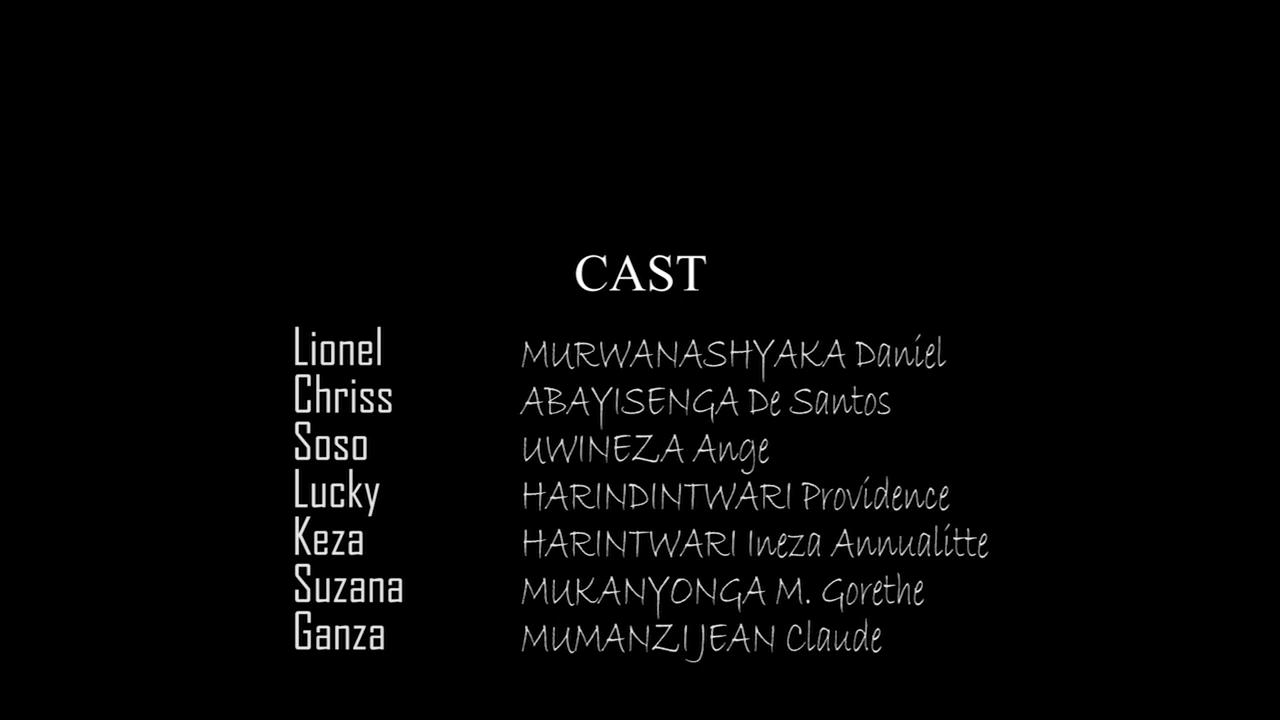 CAST
Lionel MURWANASHYAKA Daniel
Chriss ABAYISENGA De Santos
Soso UWINEZA Ange
Lucky HARINDINTWARI Providence
Keza HARINTWARI Ineza Annualitte
Suzana MUKANYONGA M. Gorethe
Ganza MUMANZI JEAN Claude